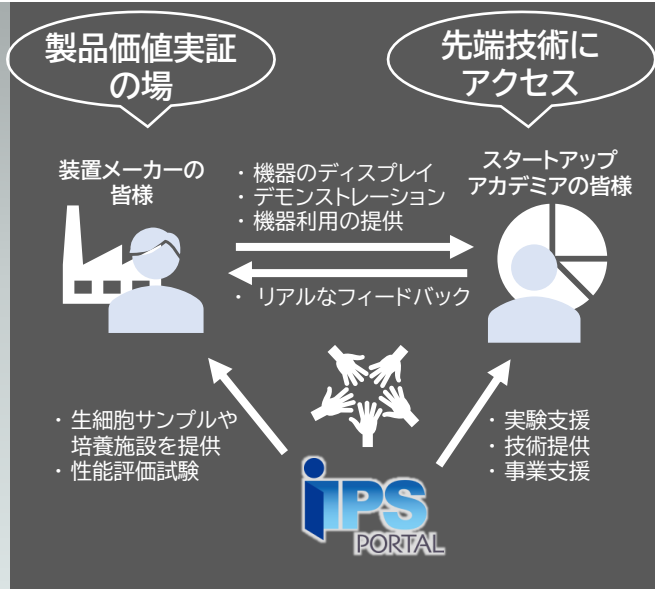 製品価値実証
の場
先端技術に
アクセス
装置メーカーの
皆様
・機器のディスプレイ
・デモンストレーション
・機器利用の提供
スタートアップ
アカデミアの皆様
・リアルなフィードバック
・生細胞サンプルや
培養施設を提供
・性能評価試験
・実験支援
・技術提供
・事業支援
iPS
PORTAL